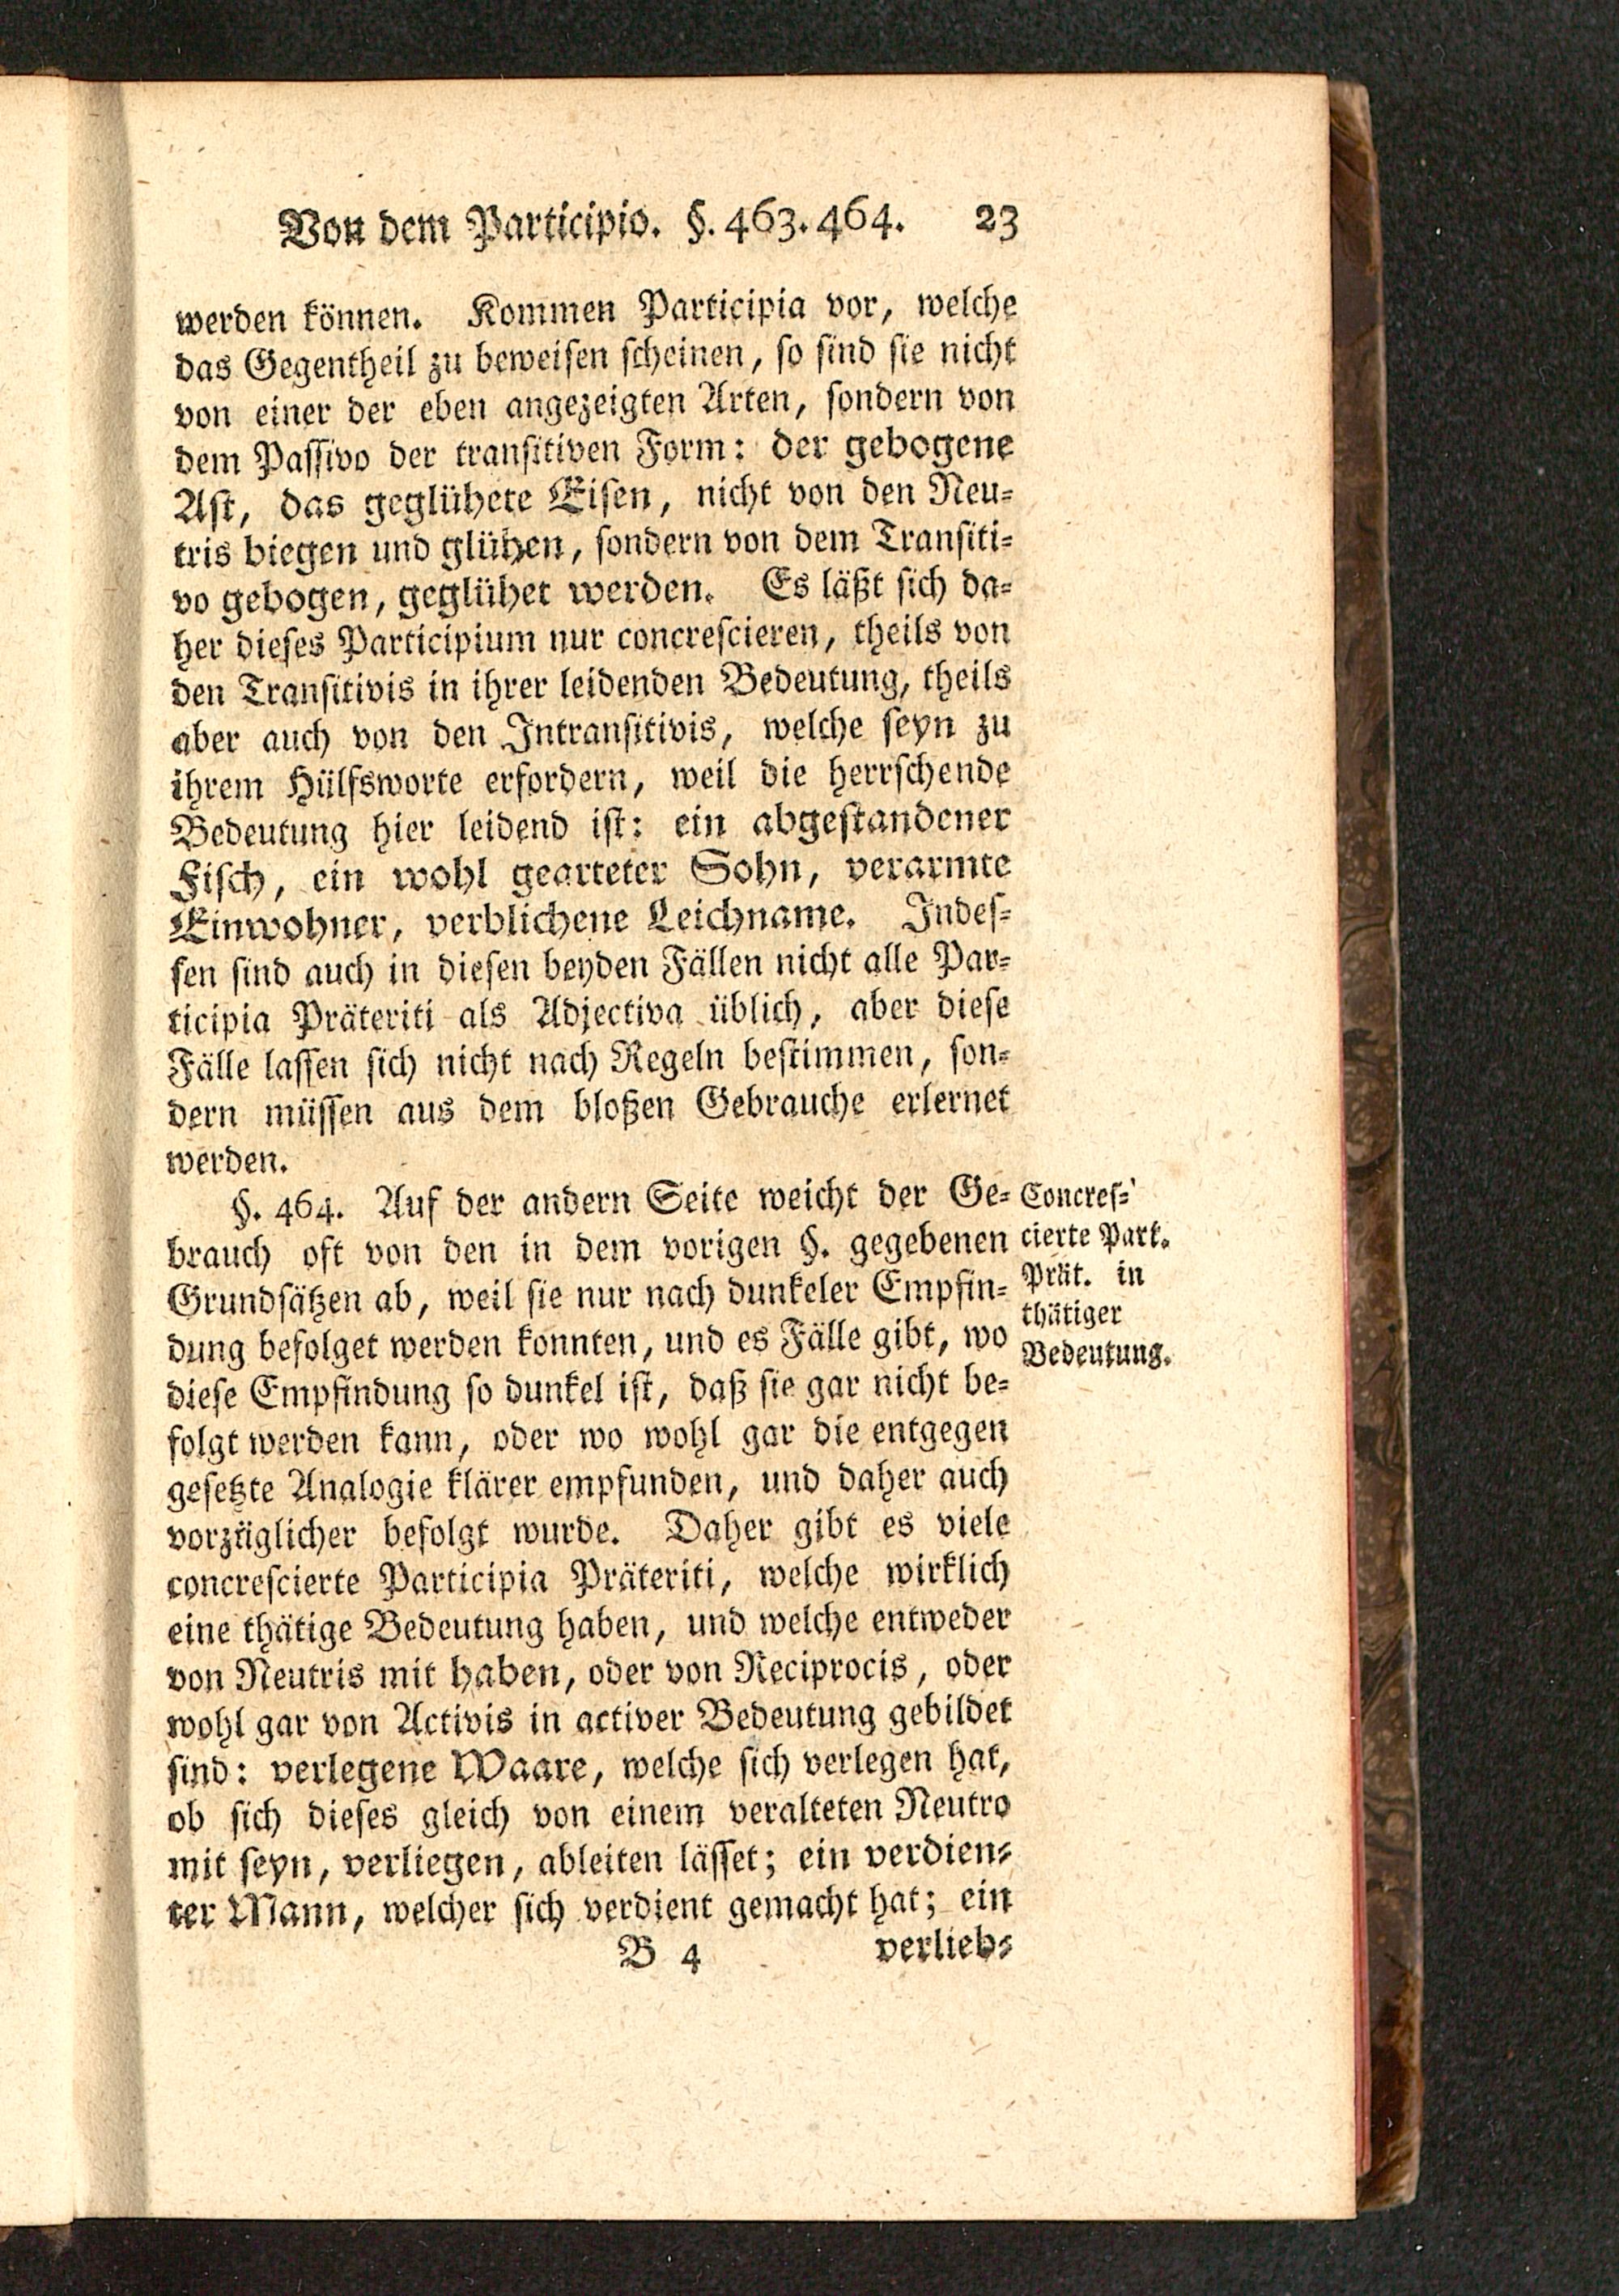 Von dem Participio. §. 463. 464. 23
werden können. Kommen Participia vor, welche
das Gegentheil zu beweisen scheinen, so sind sie nicht
von einer der eben angezeigten Arten, sondern von
dem Passivo der transitiven Form: der gebogene
Ast, das geglühete Eisen, nicht von den Neu-
tris biegen und glühen, sondern von dem Transiti-
vo gebogen, geglühet werden. Es läßt sich da-
her dieses Participium nur concrescieren, theils von
den Transitivis in ihrer leidenden Bedeutung, theils
aber auch von den Intransitivis, welche seyn zu
ihrem Hülfsworte erfordern, weil die herrschende
Bedeutung hier leidend ist: ein abgestandener
Fisch, ein wohl gearteter Sohn, verarmte
Einwohner, verblichene Leichname. Indes-
sen sind auch in diesen beyden Fällen nicht alle Par-
ticipia Präteriti als Adjectiva üblich, aber diese
Fälle lassen sich nicht nach Regeln bestimmen, son-
dern müssen aus dem bloßen Gebrauche erlernet
werden.
§. 464. Auf der andern Seite weicht der Ge-
brauch oft von den in dem vorigen §. gegebenen
Grundsätzen ab, weil sie nur nach dunkeler Empfin-
dung befolget werden konnten, und es Fälle gibt, wo
diese Empfindung so dunkel ist, daß sie gar nicht be-
folgt werden kann, oder wo wohl gar die entgegen
gesetzte Analogie klärer empfunden, und daher auch
vorzüglicher befolgt wurde. Daher gibt es viele
concrescierte Participia Präteriti, welche wirklich
eine thätige Bedeutung haben, und welche entweder
von Neutris mit haben, oder von Reciprocis, oder
wohl gar von Activis in activer Bedeutung gebildet
sind: verlegene Waare, welche sich verlegen hat,
ob sich dieses gleich von einem veralteten Neutro
mit seyn, verliegen, ableiten lässet; ein verdien-
ter Mann, welcher sich verdient gemacht hat; ein
B 4 verlieb-
Concres-
cierte Part.
Prät. in
thätiger
Bedeutung.